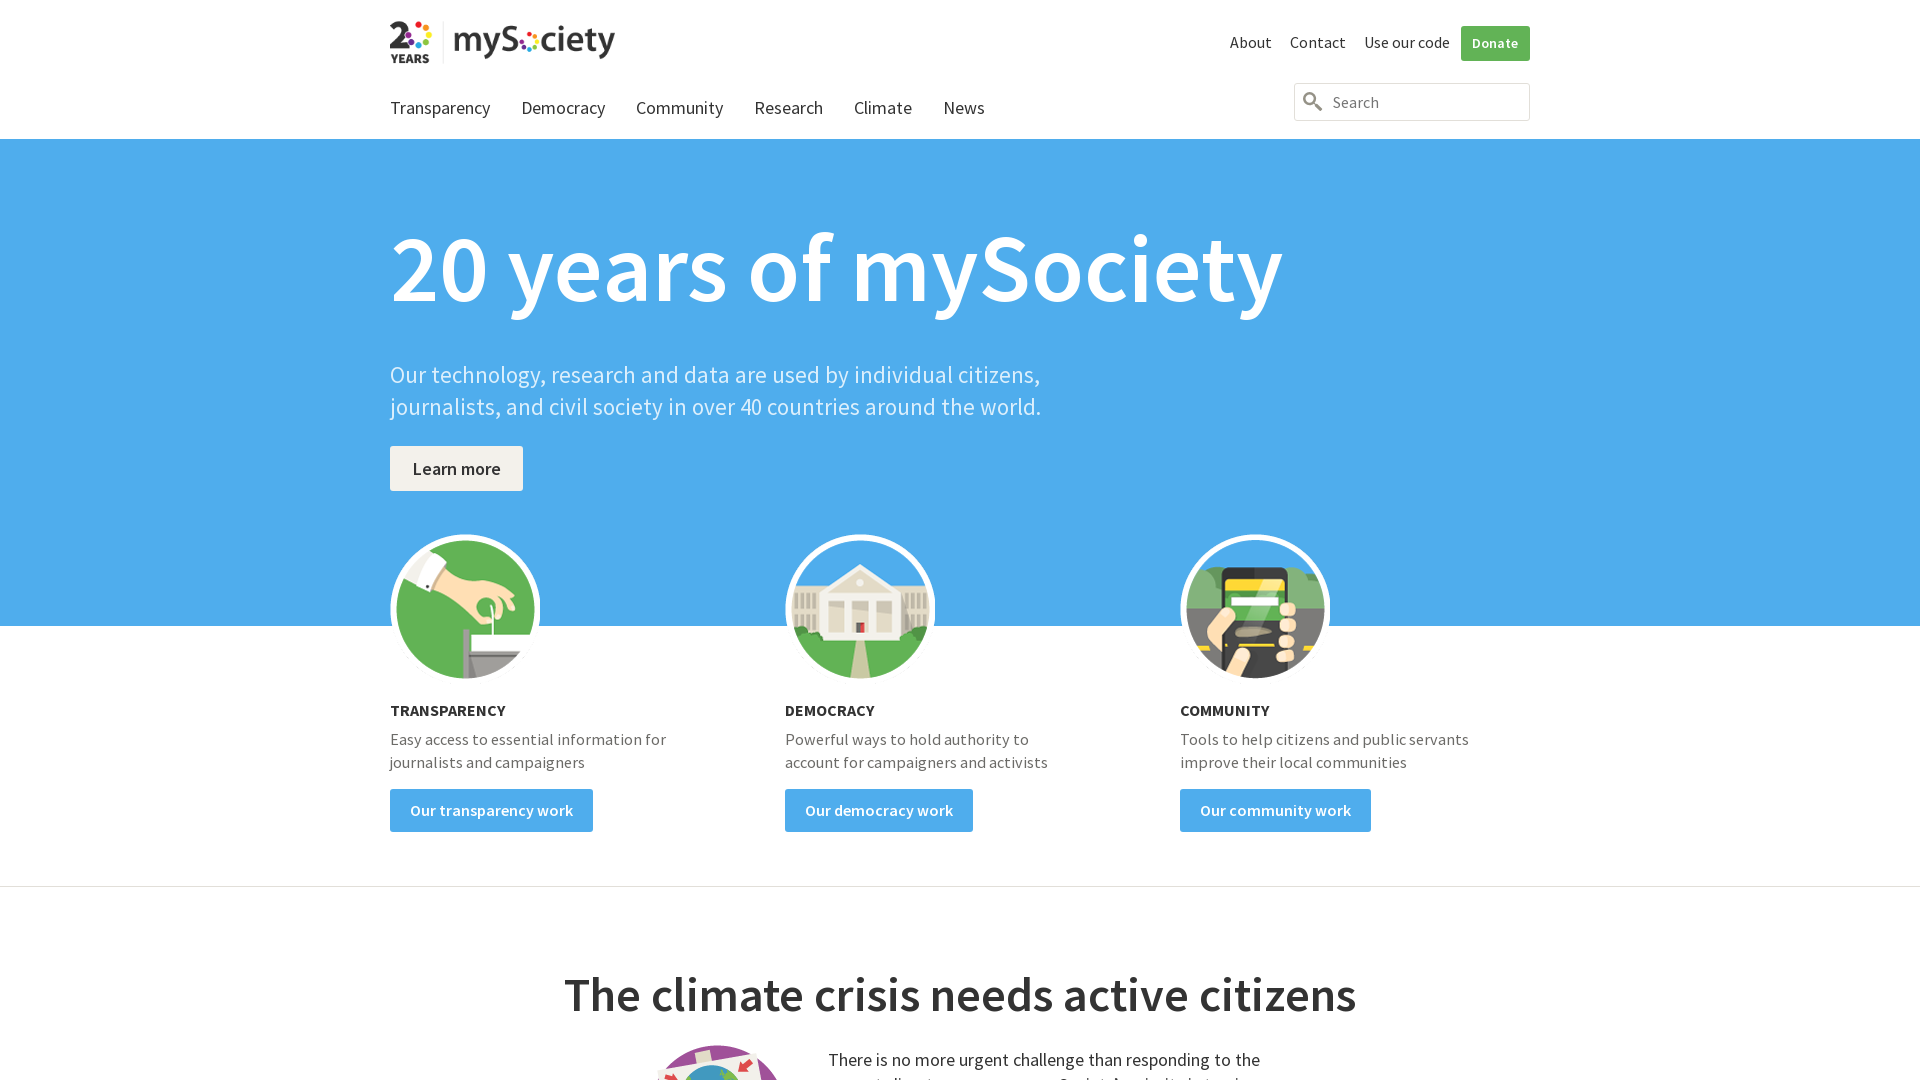 20 YEARS mySociety
About Contact Use our code Donate
Transparency Democracy Community Research Climate News
Search
20 years of mySociety
Our technology, research and data are used by individual citizens,
journalists, and civil society in over 40 countries around the world.
Learn more
TRANSPARENCY
Easy access to essential information for
journalists and campaigners
Our transparency work
DEMOCRACY
Powerful ways to hold authority to
account for campaigners and activists
Our democracy work
COMMUNITY
Tools to help citizens and public servants
improve their local communities
Our community work
The climate crisis needs active citizens
There is no more urgent challenge than responding to the